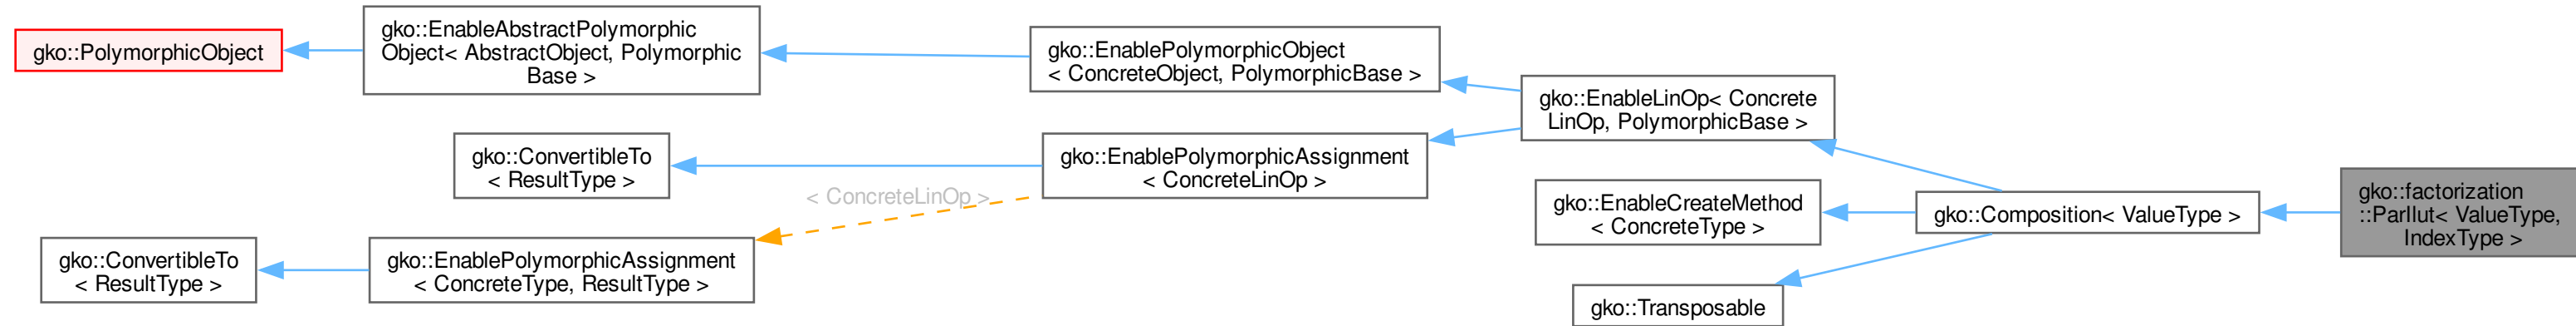 gko::PolymorphicObject
gko::EnableAbstractPolymorphic
Object< AbstractObject, Polymorphic
Base >
gko::EnablePolymorphicObject
< ConcreteObject, PolymorphicBase >
gko::EnableLinOp< Concrete
LinOp, PolymorphicBase >
gko::ConvertibleTo
< ResultType >
gko::EnablePolymorphicAssignment
< ConcreteLinOp >
< ConcreteLinOp >
gko::ConvertibleTo
< ResultType >
gko::EnablePolymorphicAssignment
< ConcreteType, ResultType >
gko::EnableCreateMethod
< ConcreteType >
gko::Transposable
gko::Composition< ValueType >
gko::factorization
::ParIlut< ValueType,
IndexType >